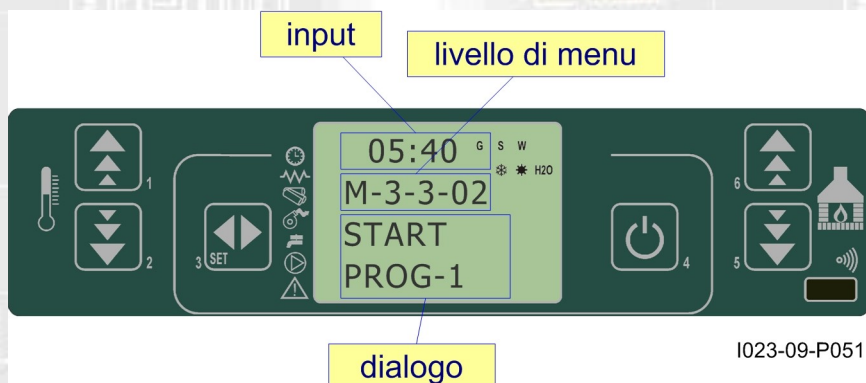 input
livello di menu
05:40 G S W
H2O
M-3-3-02
START
PROG-1
1
2
3 SET
4
5
6
I023-09-P051
dialogo